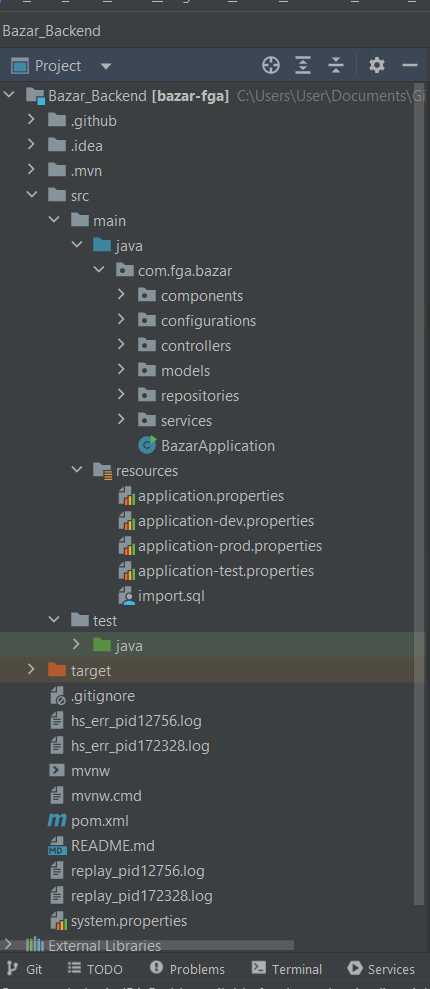 Bazar_Backend
Project
Bazar_Backend [bazar-fga] C:\Users\User\Documents\Gi
.github
.idea
.mvn
src
main
java
com.fga.bazar
components
configurations
controllers
models
repositories
services
BazarApplication
resources
application.properties
application-dev.properties
application-prod.properties
application-test.properties
import.sql
test
java
target
.gitignore
hs_err_pid12756.log
hs_err_pid172328.log
mvnw
mvnw.cmd
pom.xml
README.md
replay_pid12756.log
replay_pid172328.log
system.properties
External Libraries
Git TODO Problems Terminal Services